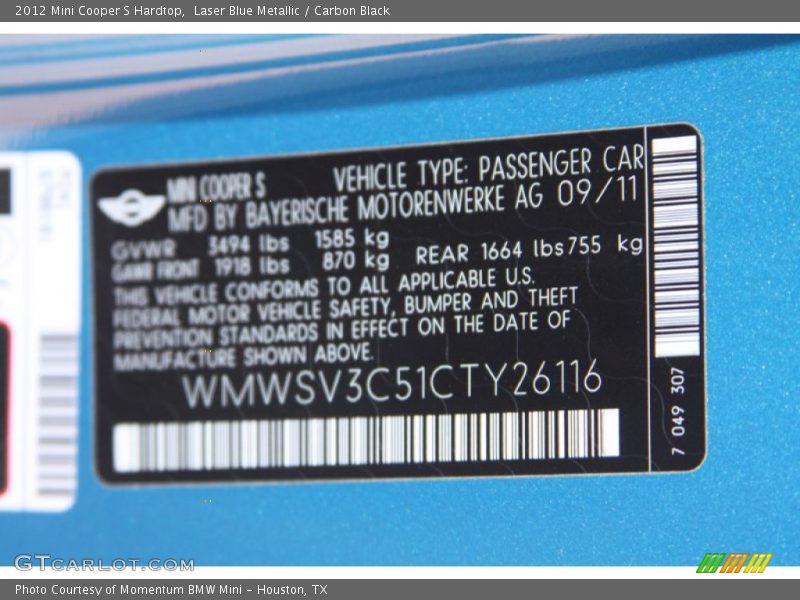 2012 Mini Cooper S Hardtop, Laser Blue Metallic / Carbon Black
MINI COOPER S VEHICLE TYPE: PASSENGER CAR
MFD BY BAYERISCHE MOTORENWERKE AG 09/11
GVWR 3494 lbs 1585 kg
GAWR FRONT 1918 lbs 870 kg REAR 1664 lbs 755 kg
THIS VEHICLE CONFORMS TO ALL APPLICABLE U.S.
FEDERAL MOTOR VEHICLE SAFETY, BUMPER AND THEFT
PREVENTION STANDARDS IN EFFECT ON THE DATE OF
MANUFACTURE SHOWN ABOVE.
WMWSV3C51CTY26116
7 049 307
GTCARLOT.COM
Photo Courtesy of Momentum BMW Mini - Houston, TX